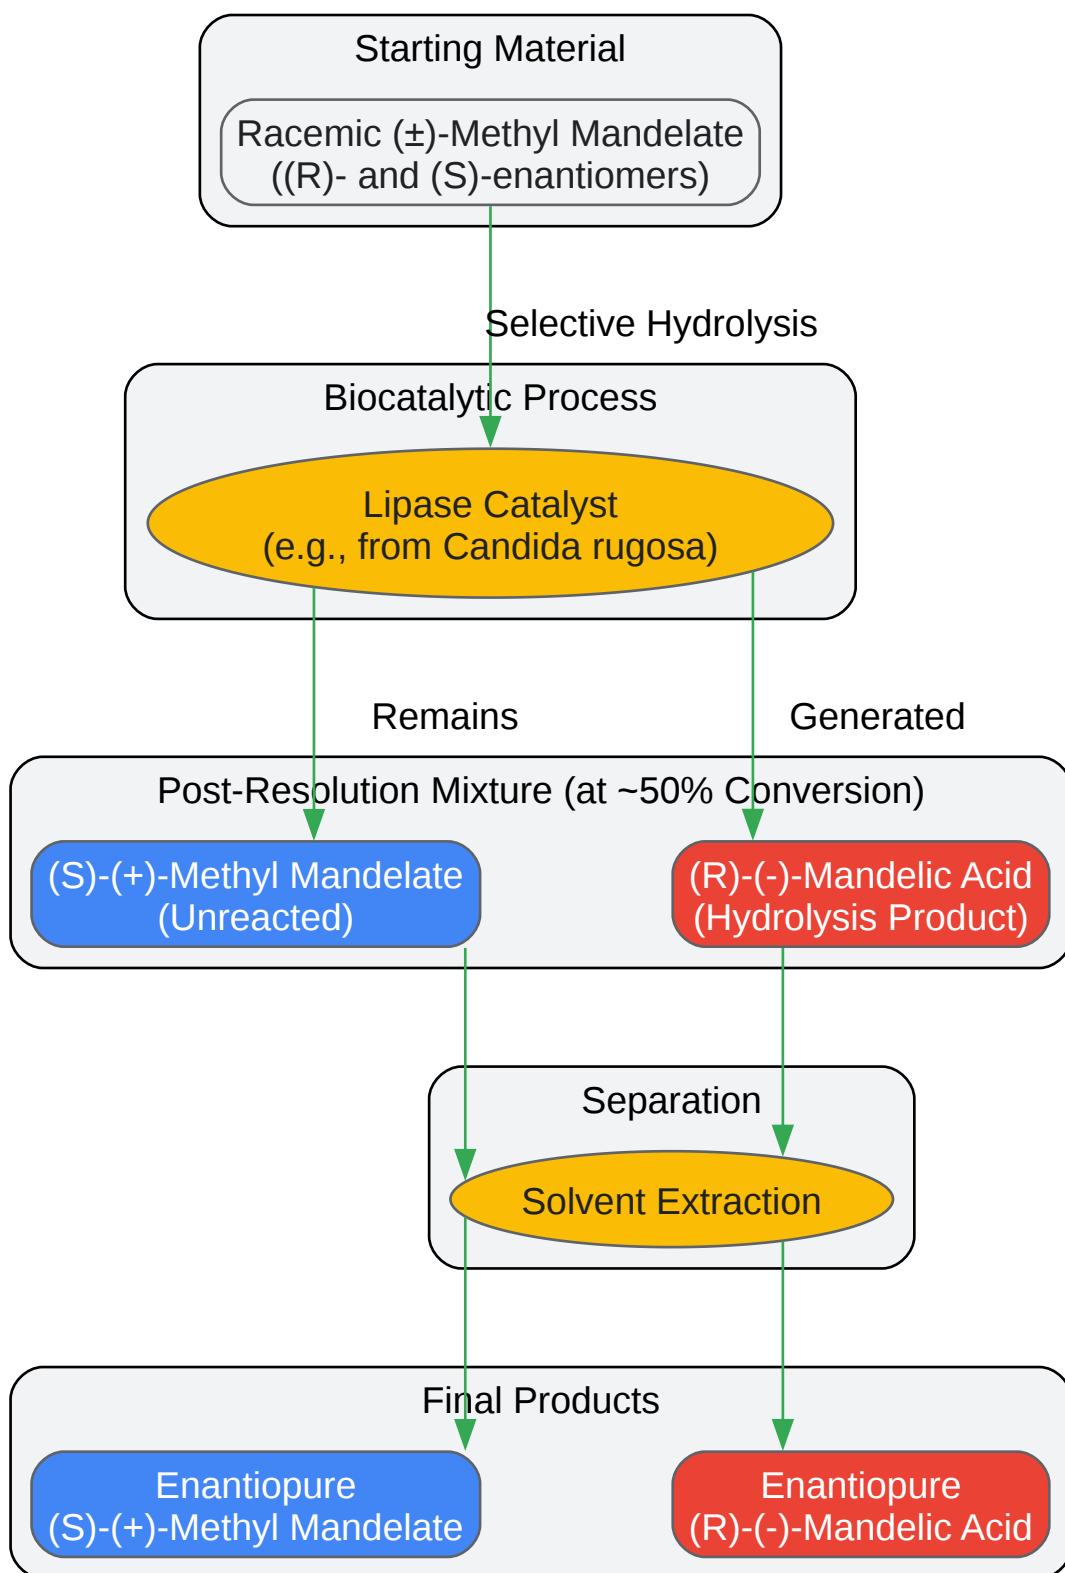 Starting Material
Racemic (±)-Methyl Mandelate
((R)- and (S)-enantiomers)
Selective Hydrolysis
Biocatalytic Process
Lipase Catalyst
(e.g., from Candida rugosa)
Remains
Generated
Post-Resolution Mixture (at ~50% Conversion)
(S)-(+)-Methyl Mandelate
(Unreacted)
(R)-(-)-Mandelic Acid
(Hydrolysis Product)
Separation
Solvent Extraction
Final Products
Enantiopure
(S)-(+)-Methyl Mandelate
Enantiopure
(R)-(-)-Mandelic Acid